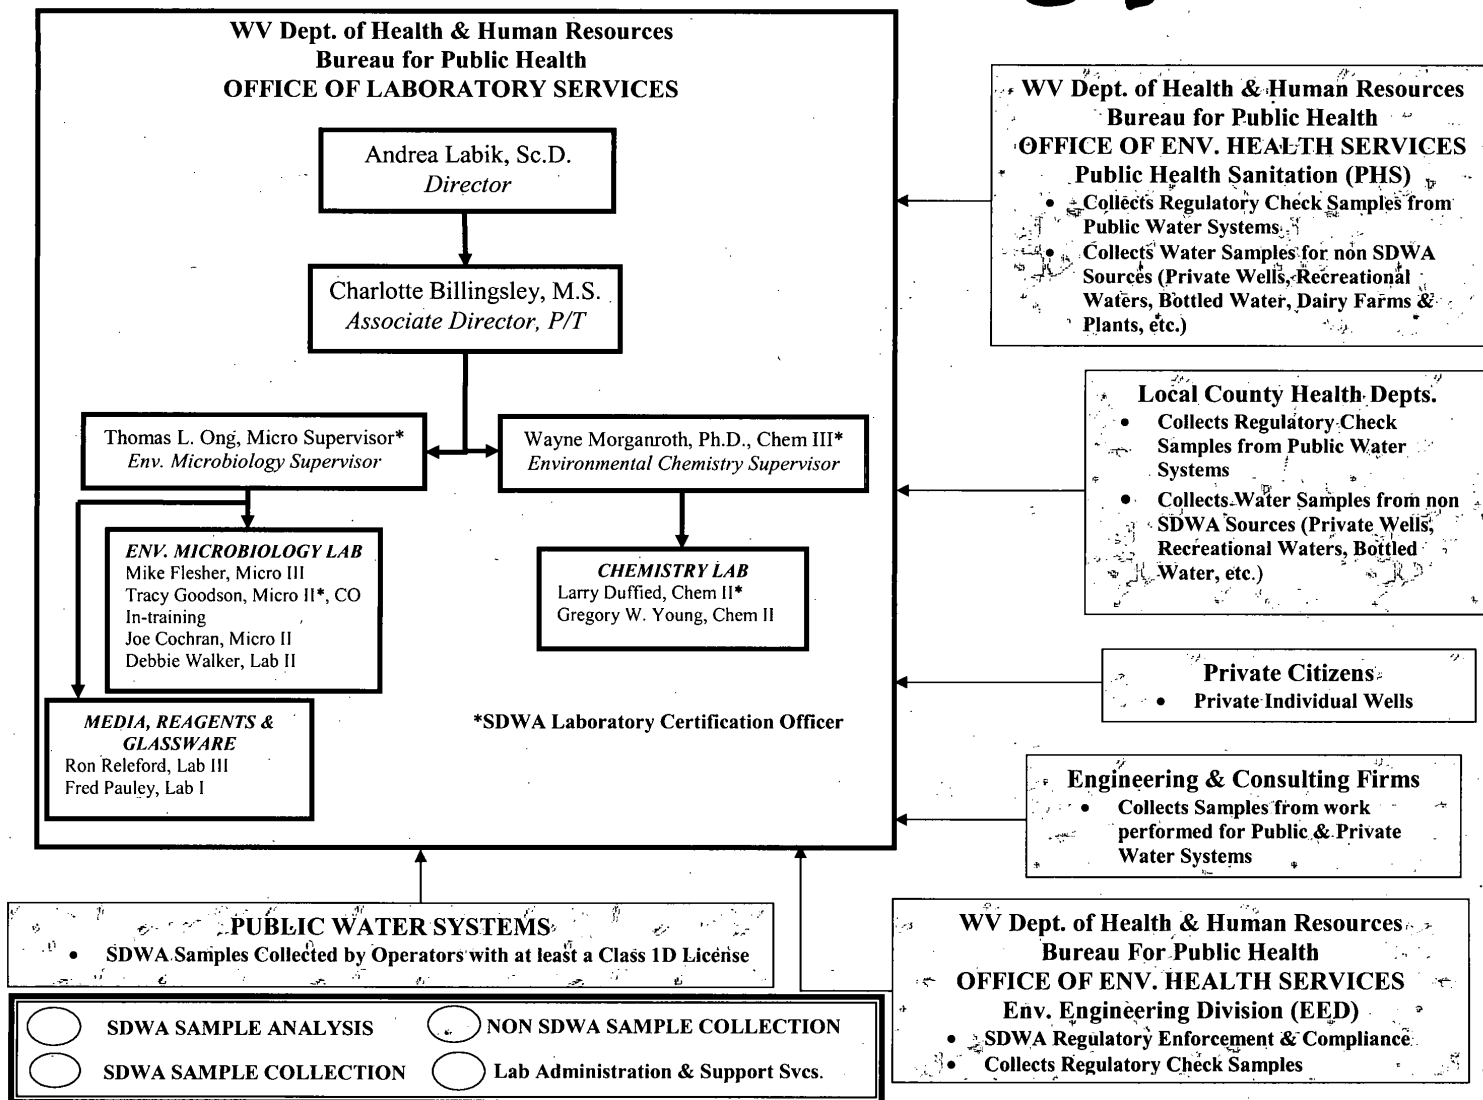 WV Dept. of Health & Human Resources
Bureau for Public Health
OFFICE OF LABORATORY SERVICES
Andrea Labik, Sc.D.
Director
Charlotte Billingsley, M.S.
Associate Director, P/T
Thomas L. Ong, Micro Supervisor*
Env. Microbiology Supervisor
Wayne Morganroth, Ph.D., Chem III*
Environmental Chemistry Supervisor
ENV. MICROBIOLOGY LAB
Mike Flesher, Micro III
Tracy Goodson, Micro II*, CO
In-training
Joe Cochran, Micro II
Debbie Walker, Lab II
CHEMISTRY LAB
Larry Duffied, Chem II*
Gregory W. Young, Chem II
MEDIA, REAGENTS &
GLASSWARE
Ron Releford, Lab III
Fred Pauley, Lab I
*SDWA Laboratory Certification Officer
WV Dept. of Health & Human Resources
Bureau for Public Health
OFFICE OF ENV. HEALTH SERVICES
Public Health Sanitation (PHS)
• Collects Regulatory Check Samples from
Public Water Systems
• Collects Water Samples for non SDWA
Sources (Private Wells, Recreational
Waters, Bottled Water, Dairy Farms &
Plants, etc.)
Local County Health Depts.
• Collects Regulatory Check
Samples from Public Water
Systems
• Collects Water Samples from non
SDWA Sources (Private Wells,
Recreational Waters, Bottled
Water, etc.)
Private Citizens
• Private Individual Wells
Engineering & Consulting Firms
• Collects Samples from work
performed for Public & Private
Water Systems
PUBLIC WATER SYSTEMS
• SDWA Samples Collected by Operators with at least a Class 1D License
WV Dept. of Health & Human Resources
Bureau For Public Health
OFFICE OF ENV. HEALTH SERVICES
Env. Engineering Division (EED)
• SDWA Regulatory Enforcement & Compliance
• Collects Regulatory Check Samples
SDWA SAMPLE ANALYSIS
NON SDWA SAMPLE COLLECTION
SDWA SAMPLE COLLECTION
Lab Administration & Support Svcs.